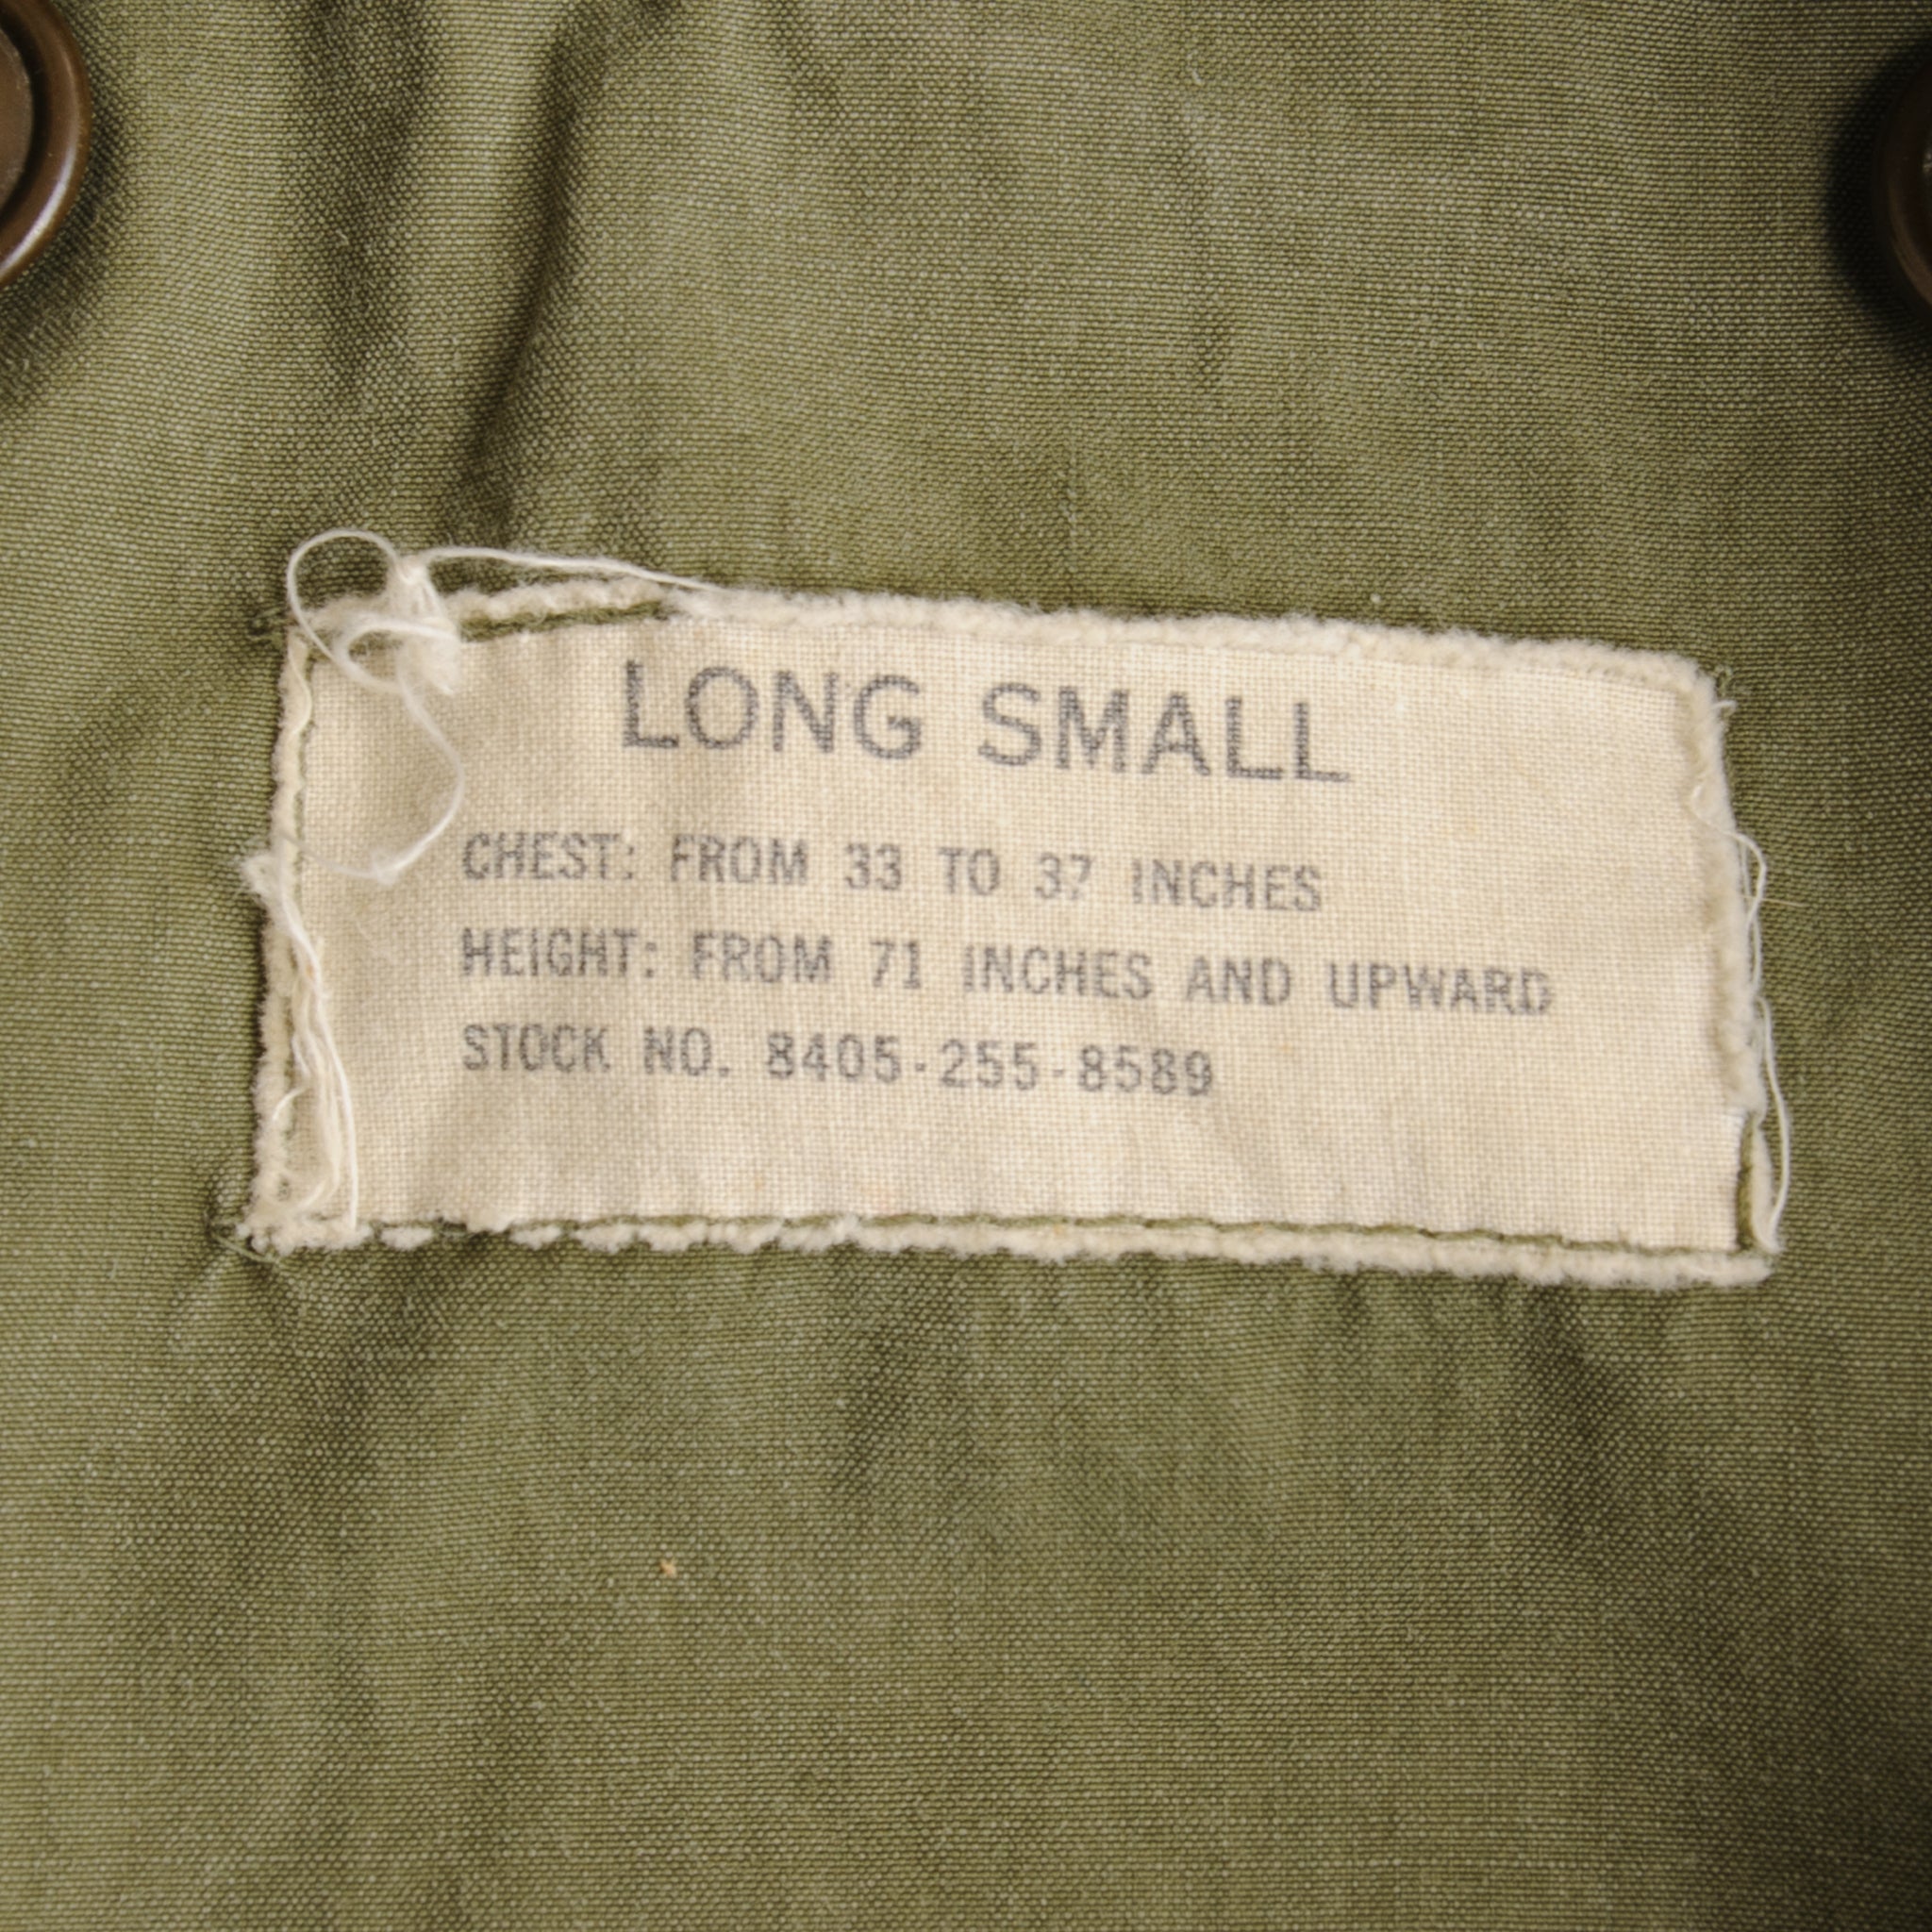 LONG SMALL
CHEST: FROM 33 TO 37 INCHES
HEIGHT: FROM 71 INCHES AND UPWARD
STOCK NO. 8405-255-8589